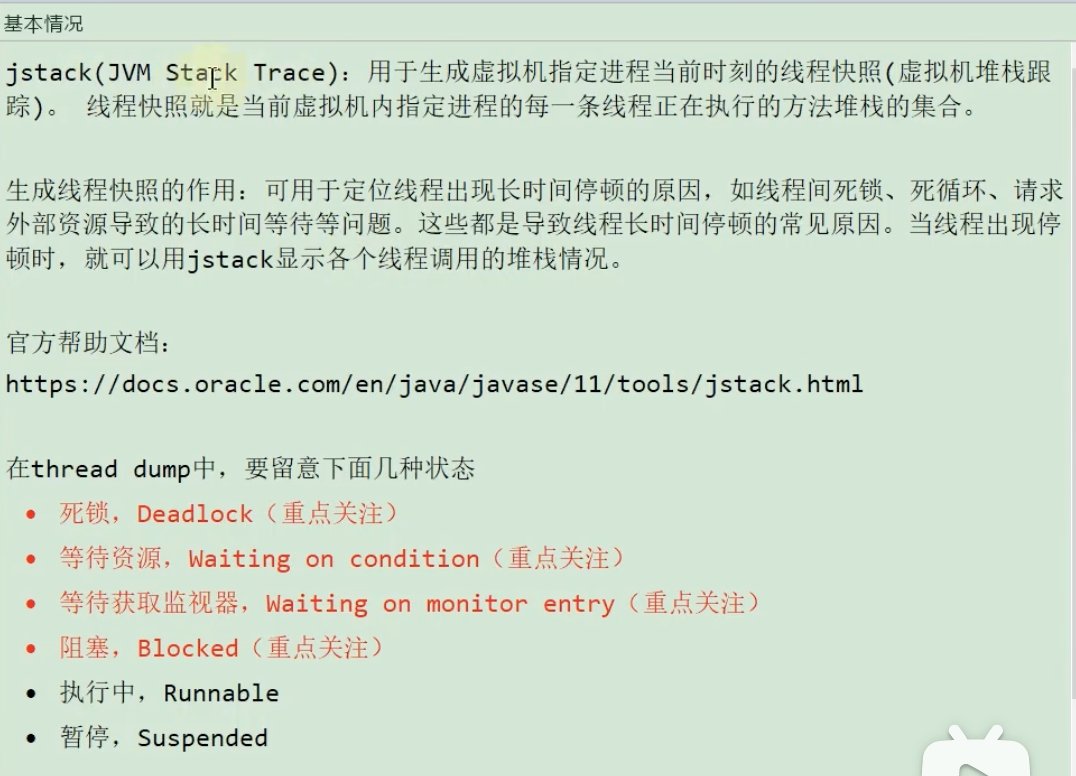 基本情况
jstack(JVM Stack Trace)：用于生成虚拟机指定进程当前时刻的线程快照(虚拟机堆栈跟
踪)。 线程快照就是当前虚拟机内指定进程的每一条线程正在执行的方法堆栈的集合。
生成线程快照的作用：可用于定位线程出现长时间停顿的原因，如线程间死锁、死循环、请求
外部资源导致的长时间等待等问题。这些都是导致线程长时间停顿的常见原因。当线程出现停
顿时，就可以用jstack显示各个线程调用的堆栈情况。
官方帮助文档：
https://docs.oracle.com/en/java/javase/11/tools/jstack.html
在thread dump中，要留意下面几种状态
• 死锁，Deadlock（重点关注）
• 等待资源，Waiting on condition（重点关注）
• 等待获取监视器，Waiting on monitor entry（重点关注）
• 阻塞，Blocked（重点关注）
• 执行中，Runnable
• 暂停，Suspended